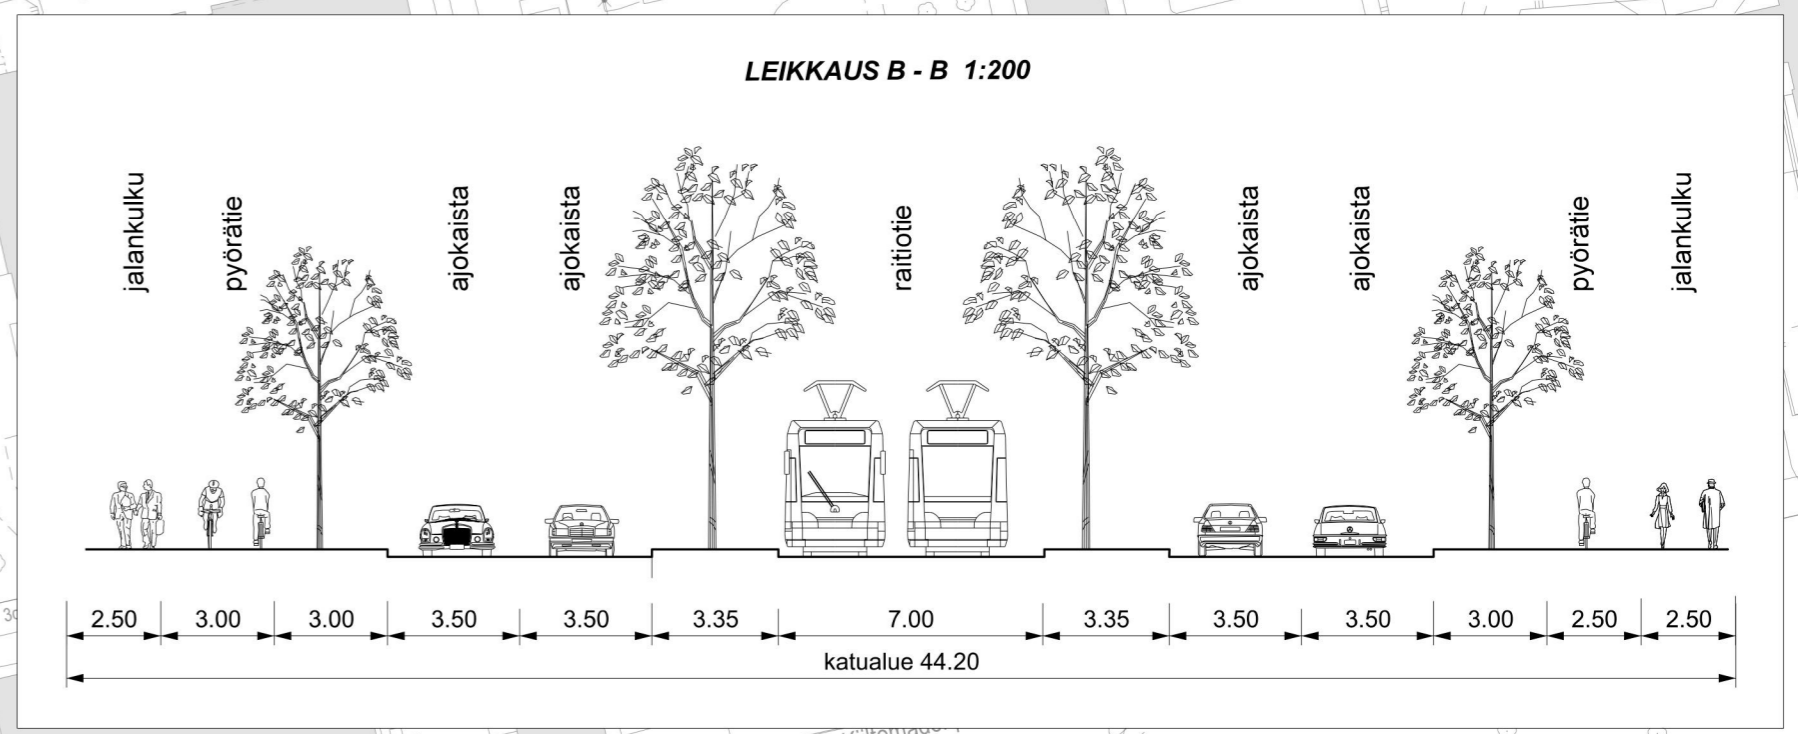 LEIKKAUS B - B 1:200
jalankulku
pyörätie
ajokaista
ajokaista
raitiotie
ajokaista
ajokaista
pyörätie
jalankulku
2.50 3.00 3.00 3.50 3.50 3.35 7.00 3.35 3.50 3.50 3.00 2.50 2.50
katualue 44.20